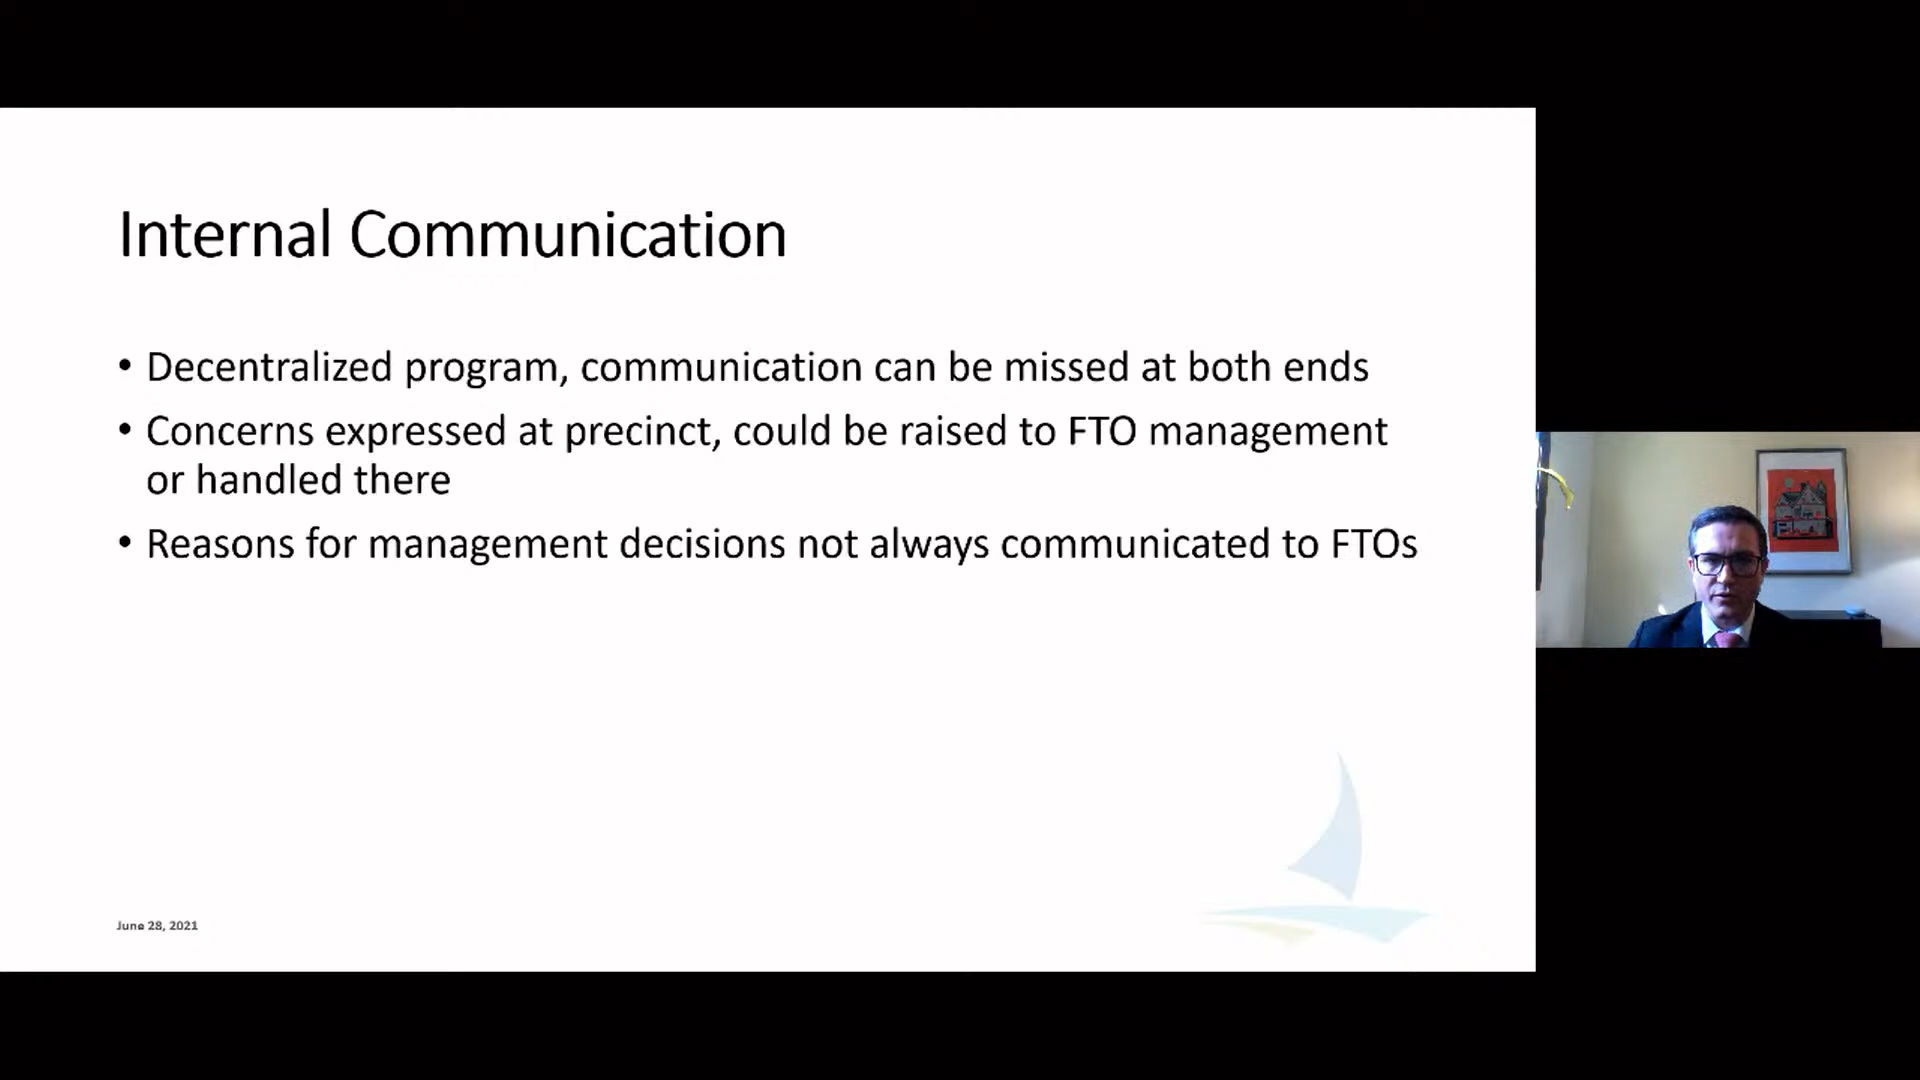 Internal Communication
• Decentralized program, communication can be missed at both ends
• Concerns expressed at precinct, could be raised to FTO management
or handled there
• Reasons for management decisions not always communicated to FTOs
June 28, 2021